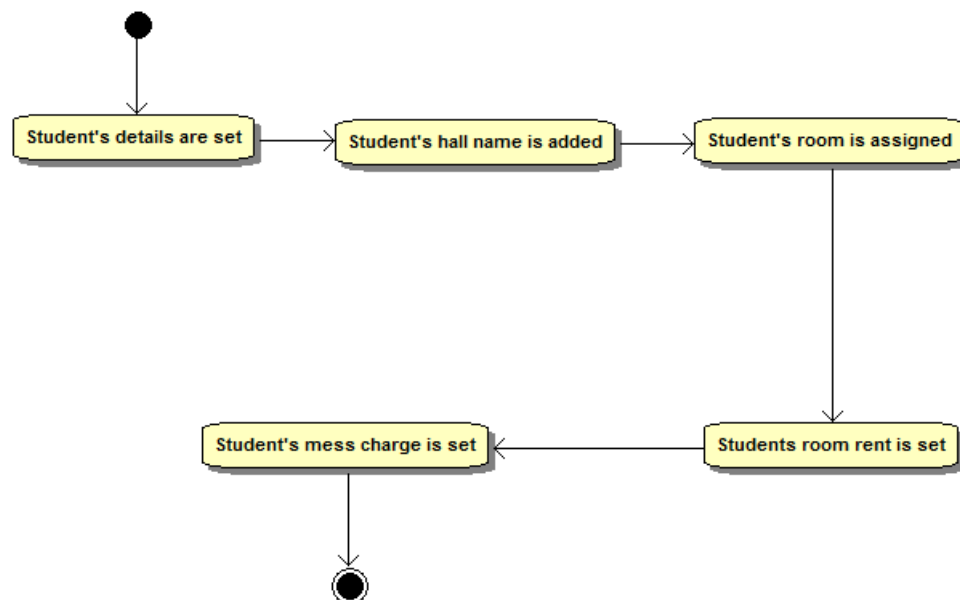 Student's details are set
Student's hall name is added
Student's room is assigned
Students room rent is set
Student's mess charge is set